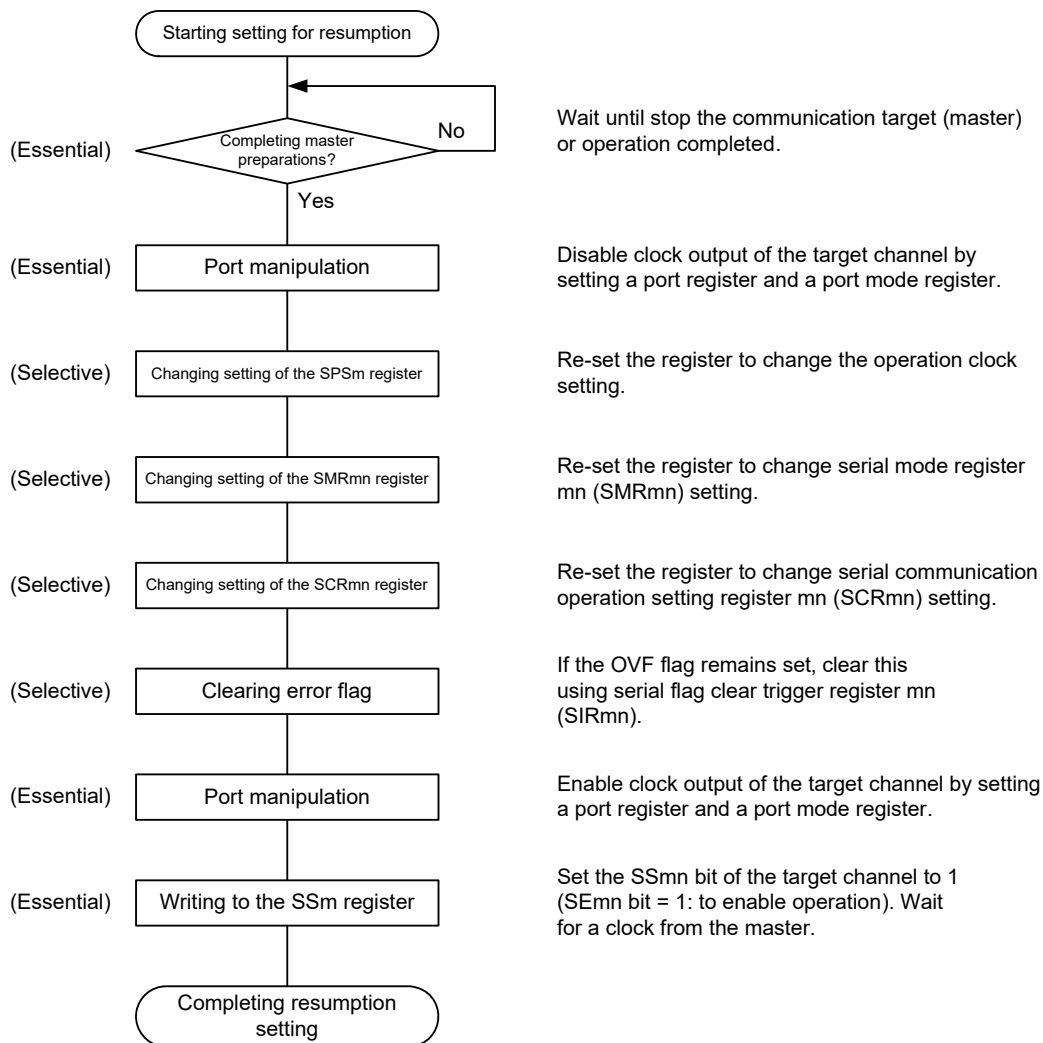 Starting setting for resumption
(Essential)
Completing master
preparations?
No
Yes
Wait until stop the communication target (master)
or operation completed.
(Essential)
Port manipulation
Disable clock output of the target channel by
setting a port register and a port mode register.
(Selective)
Changing setting of the SPSm register
Re-set the register to change the operation clock
setting.
(Selective)
Changing setting of the SMRmn register
Re-set the register to change serial mode register
mn (SMRmn) setting.
(Selective)
Changing setting of the SCRmn register
Re-set the register to change serial communication
operation setting register mn (SCRmn) setting.
(Selective)
Clearing error flag
If the OVF flag remains set, clear this
using serial flag clear trigger register mn
(SIRmn).
(Essential)
Port manipulation
Enable clock output of the target channel by setting
a port register and a port mode register.
(Essential)
Writing to the SSm register
Set the SSmn bit of the target channel to 1
(SEmn bit = 1: to enable operation). Wait
for a clock from the master.
Completing resumption
setting